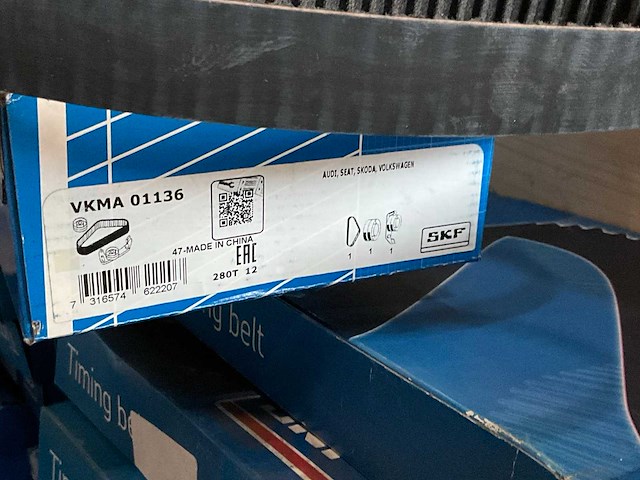 VKMA 01136
AUDI, SEAT, SKODA, VOLKSWAGEN
47-MADE IN CHINA
EAC
280T 12
1 1 1
SKF
7 316574 622207
belt
Timing be
Timing